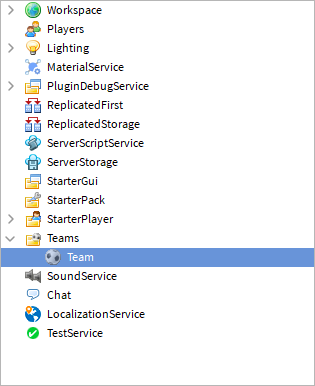 Workspace
Players
Lighting
MaterialService
PluginDebugService
ReplicatedFirst
ReplicatedStorage
ServerScriptService
ServerStorage
StarterGui
StarterPack
StarterPlayer
Teams
Team
SoundService
Chat
LocalizationService
TestService